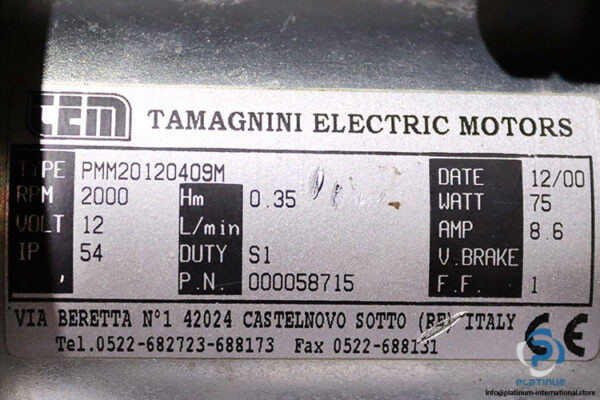 TEM TAMAGNINI ELECTRIC MOTORS
TYPE PMM20120409M DATE 12/00
RPM 2000 Hm 0.35 WATT 75
VOLT 12 L/min AMP 8.6
IP 54 DUTY S1 V.BRAKE
, P.N. 000058715 F.F. 1
VIA BERETTA N°1 42024 CASTELNOVO SOTTO (RE) ITALY CE
Tel.0522-682723-688173 Fax 0522-688131
PLATINUM
INTERNATIONAL
Info@platinum-international.store